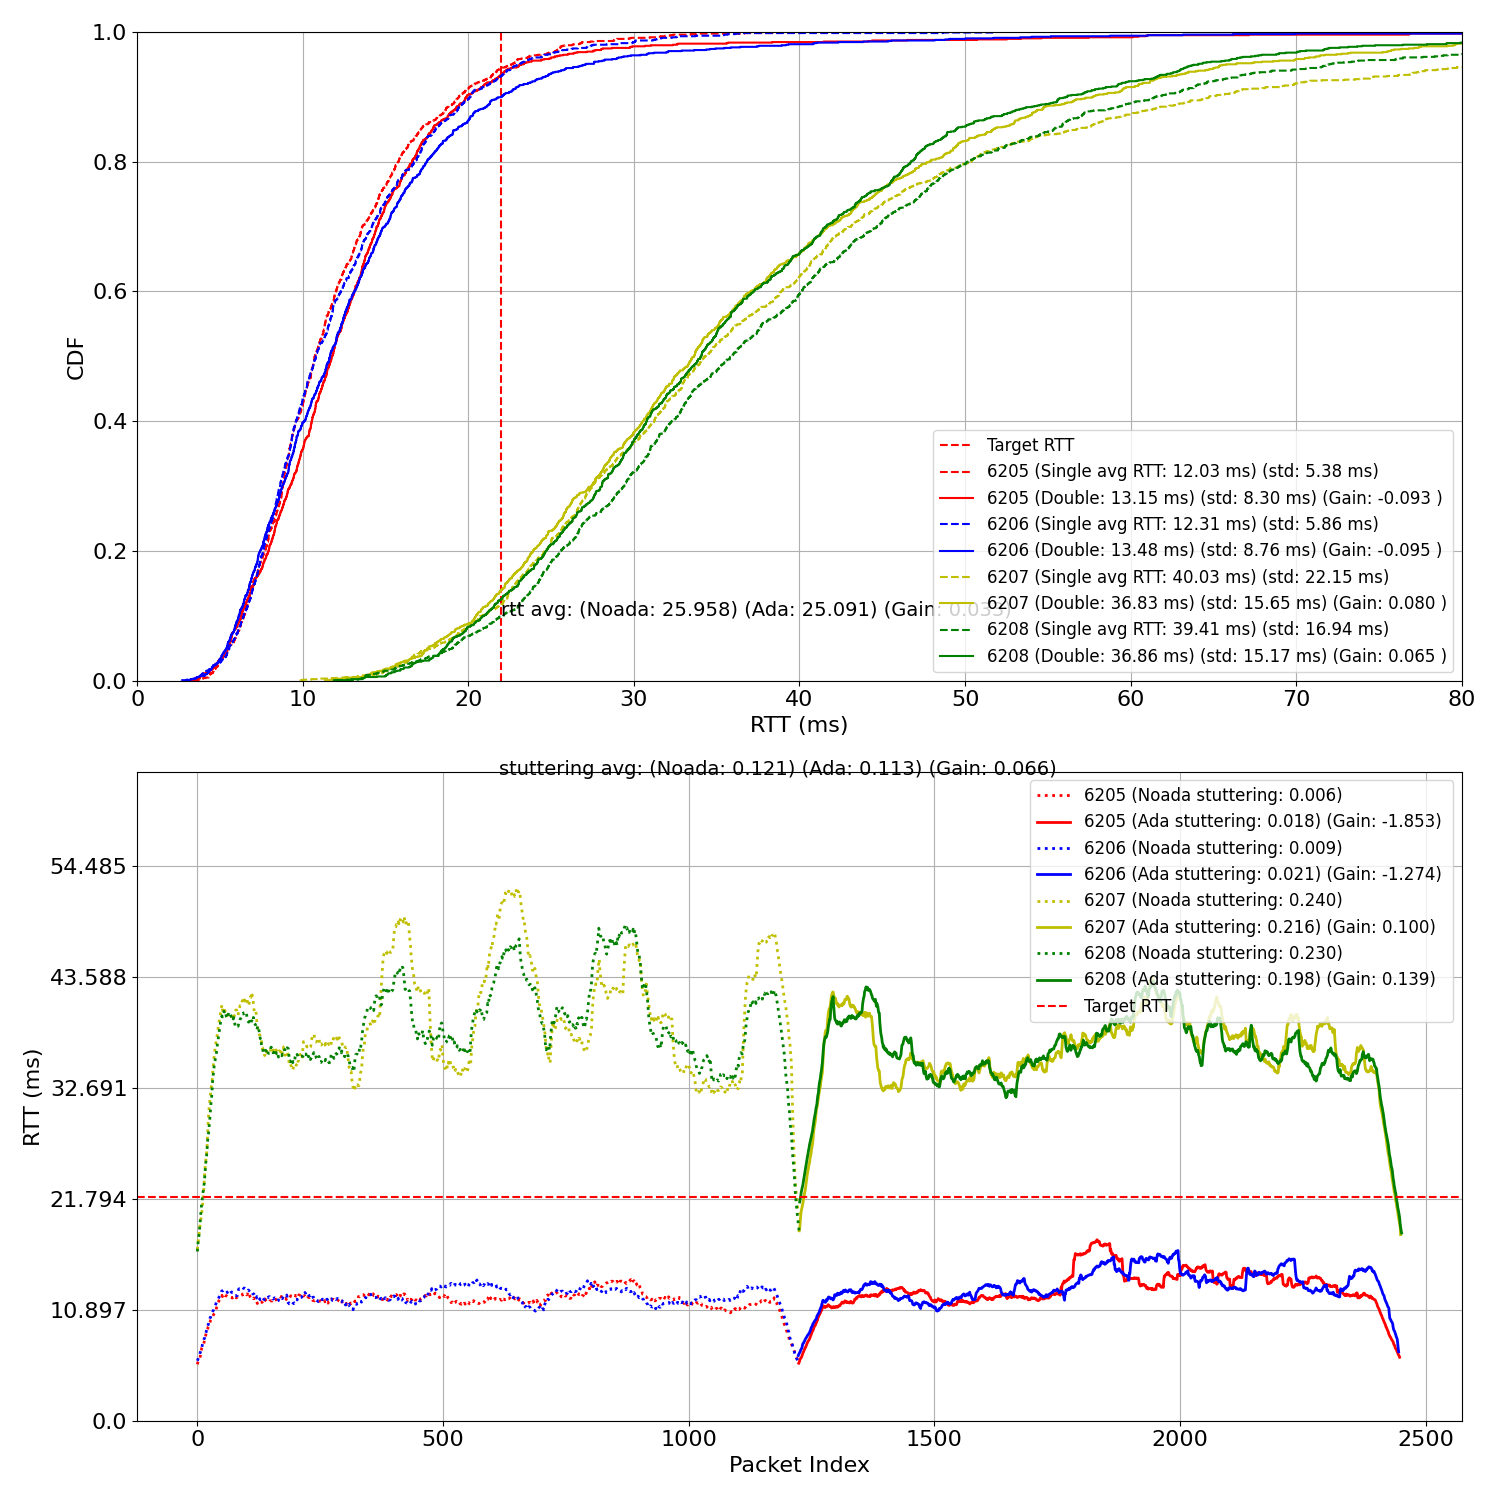 1.0
0.8
0.6
0.4
0.2
0.0
CDF
Target RTT
6205 (Single avg RTT: 12.03 ms) (std: 5.38 ms)
6205 (Double: 13.15 ms) (std: 8.30 ms) (Gain: -0.093 )
6206 (Single avg RTT: 12.31 ms) (std: 5.86 ms)
6206 (Double: 13.48 ms) (std: 8.76 ms) (Gain: -0.095 )
6207 (Single avg RTT: 40.03 ms) (std: 22.15 ms)
6207 (Double: 36.83 ms) (std: 15.65 ms) (Gain: 0.080 )
6208 (Single avg RTT: 39.41 ms) (std: 16.94 ms)
6208 (Double: 36.86 ms) (std: 15.17 ms) (Gain: 0.065 )
rtt avg: (Noada: 25.958) (Ada: 25.091) (Gain: 0.033)
0 10 20 30 40 50 60 70 80
RTT (ms)
stuttering avg: (Noada: 0.121) (Ada: 0.113) (Gain: 0.066)
6205 (Noada stuttering: 0.006)
6205 (Ada stuttering: 0.018) (Gain: -1.853)
6206 (Noada stuttering: 0.009)
6206 (Ada stuttering: 0.021) (Gain: -1.274)
6207 (Noada stuttering: 0.240)
6207 (Ada stuttering: 0.216) (Gain: 0.100)
6208 (Noada stuttering: 0.230)
6208 (Ada stuttering: 0.198) (Gain: 0.139)
Target RTT
54.485
43.588
32.691
21.794
10.897
0.0
RTT (ms)
0 500 1000 1500 2000 2500
Packet Index